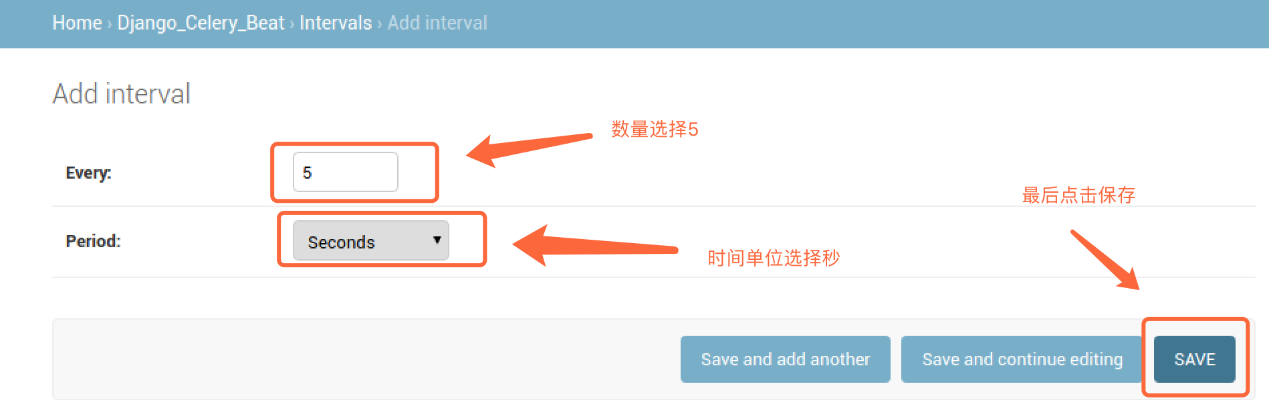 Home › Django_Celery_Beat › Intervals › Add interval
Add interval
数量选择5
Every:
5
最后点击保存
Period:
Seconds
时间单位选择秒
Save and add another
Save and continue editing
SAVE